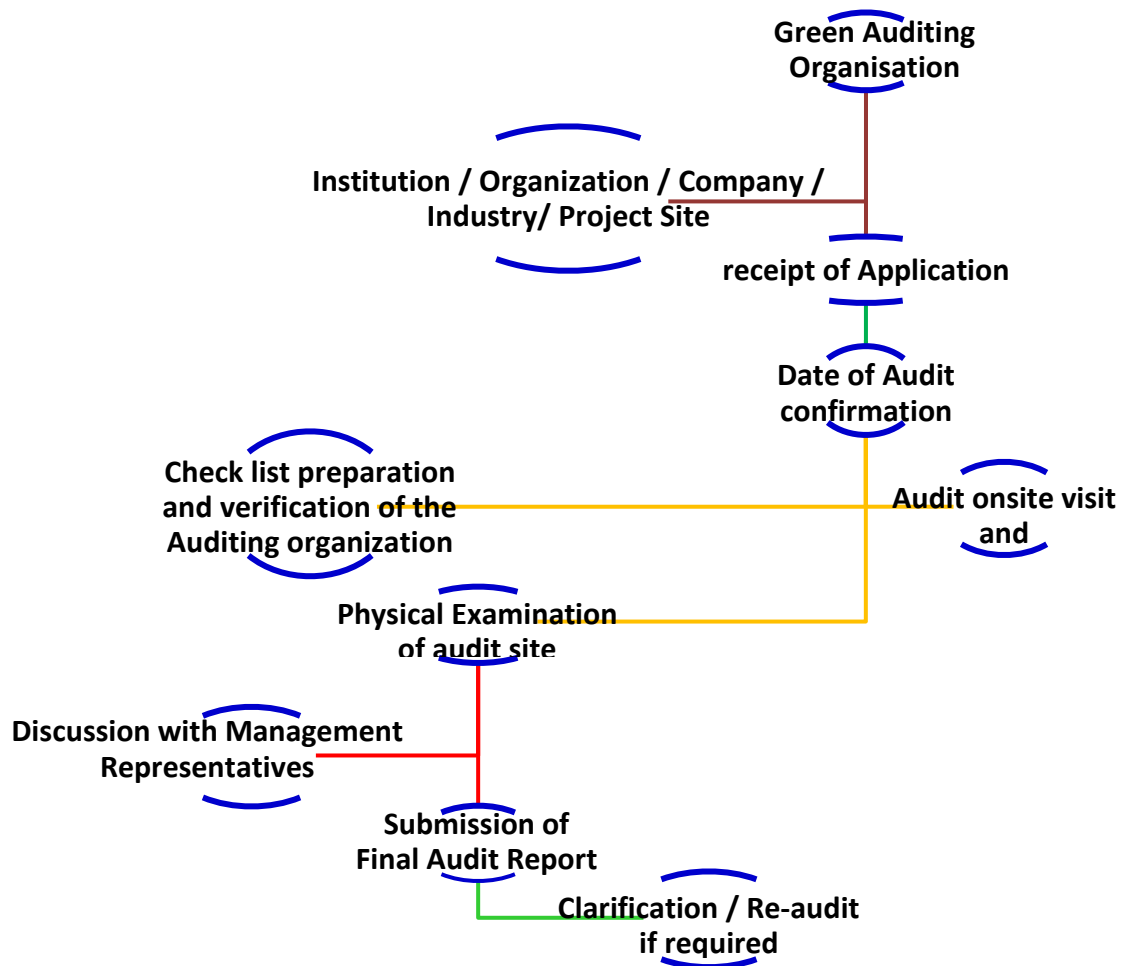 Green Auditing
Organisation
Institution / Organization / Company /
Industry/ Project Site
receipt of Application
Date of Audit
confirmation
Check list preparation
and verification of the
Auditing organization
Audit onsite visit
and
Physical Examination
of audit site
Discussion with Management
Representatives
Submission of
Final Audit Report
Clarification / Re-audit
if required